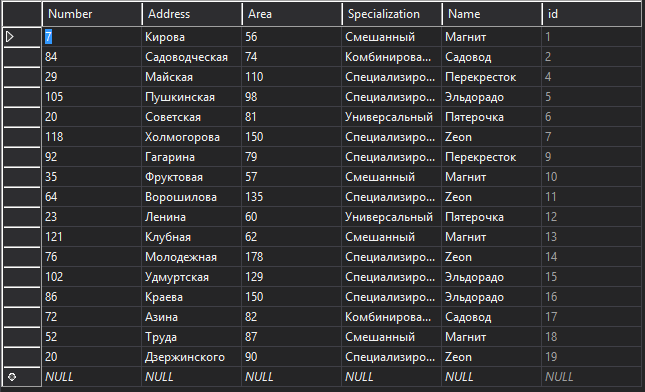 Number Address Area Specialization Name id
7 Кирова 56 Смешанный Магнит 1
84 Садоводческая 74 Комбинирова... Садовод 2
29 Майская 110 Специализиро... Перекресток 4
105 Пушкинская 98 Специализиро... Эльдорадо 5
20 Советская 81 Универсальный Пятерочка 6
118 Холмогорова 150 Специализиро... Zeon 7
92 Гагарина 79 Специализиро... Перекресток 9
35 Фруктовая 57 Смешанный Магнит 10
64 Ворошилова 135 Специализиро... Zeon 11
23 Ленина 60 Универсальный Пятерочка 12
121 Клубная 62 Смешанный Магнит 13
76 Молодежная 178 Специализиро... Zeon 14
102 Удмуртская 129 Специализиро... Эльдорадо 15
86 Краева 150 Специализиро... Эльдорадо 16
72 Азина 82 Комбинирова... Садовод 17
52 Труда 87 Смешанный Магнит 18
20 Дзержинского 90 Специализиро... Zeon 19
NULL NULL NULL NULL NULL NULL